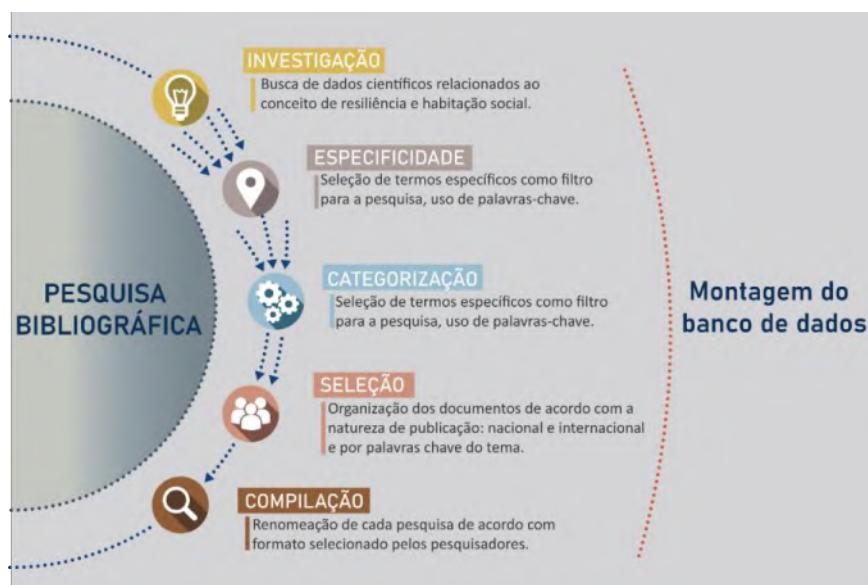 INVESTIGAÇÃO
Busca de dados científicos relacionados ao
conceito de resiliência e habitação social.
ESPECIFICIDADE
Seleção de termos específicos como filtro
para a pesquisa, uso de palavras-chave.
PESQUISA
BIBLIOGRÁFICA
CATEGORIZAÇÃO
Seleção de termos específicos como filtro
para a pesquisa, uso de palavras-chave.
SELEÇÃO
Organização dos documentos de acordo com a
natureza de publicação: nacional e internacional
e por palavras chave do tema.
COMPILAÇÃO
Renomeação de cada pesquisa de acordo com
formato selecionado pelos pesquisadores.
Montagem do
banco de dados